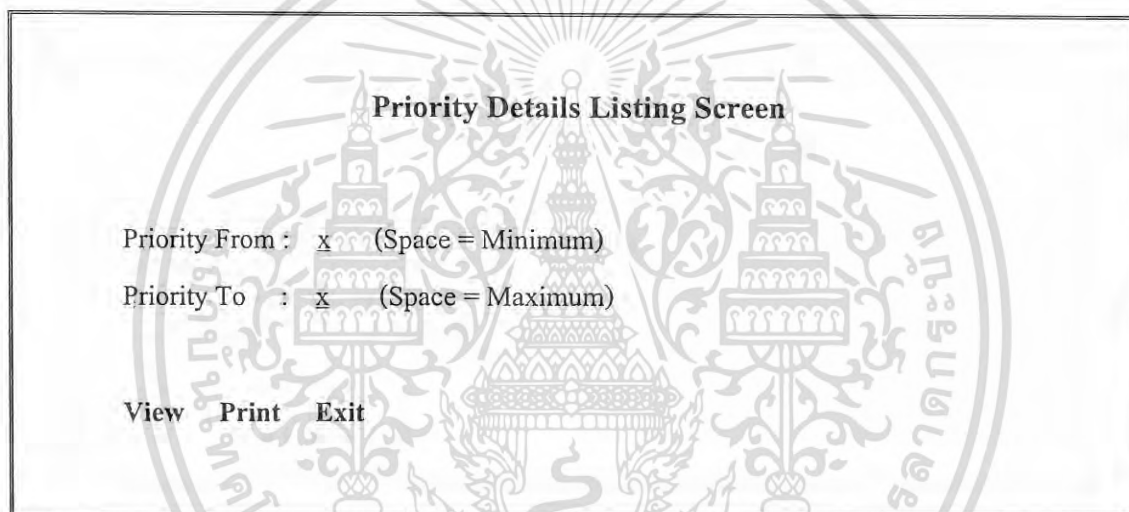 Priority Details Listing Screen
Priority From : x (Space = Minimum)
Priority To : x (Space = Maximum)
View Print Exit